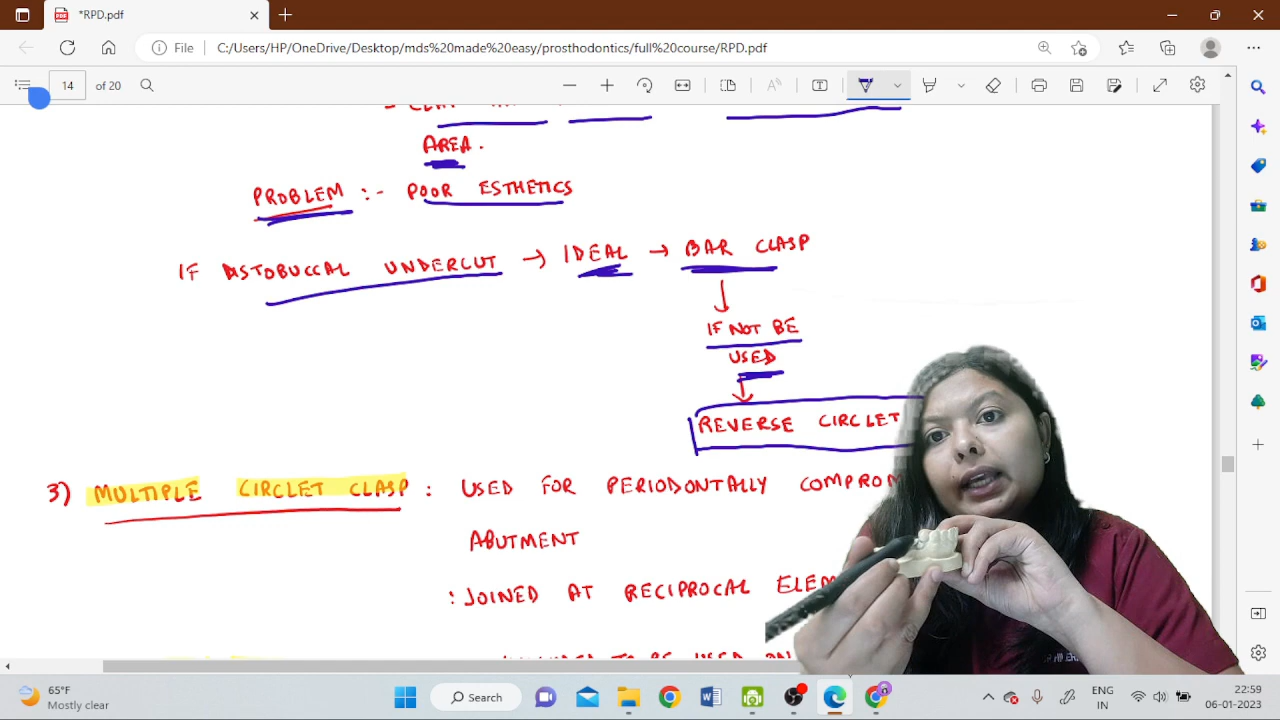 *RPD.pdf
File C:/Users/HP/OneDrive/Desktop/mds%20made%20easy/prosthodontics/full%20course/RPD.pdf
14 of 20
AREA.
PROBLEM :- POOR ESTHETICS
IF DISTOBUCCAL UNDERCUT → IDEAL → BAR CLASP
IF NOT BE
USED
REVERSE CIRCLET
3) MULTIPLE CIRCLET CLASP : USED FOR PERIODONTALLY
ABUTMENT
: JOINED AT RECIPROCAL
65°F
Mostly clear
Search
ENG
IN
22:59
06-01-2023